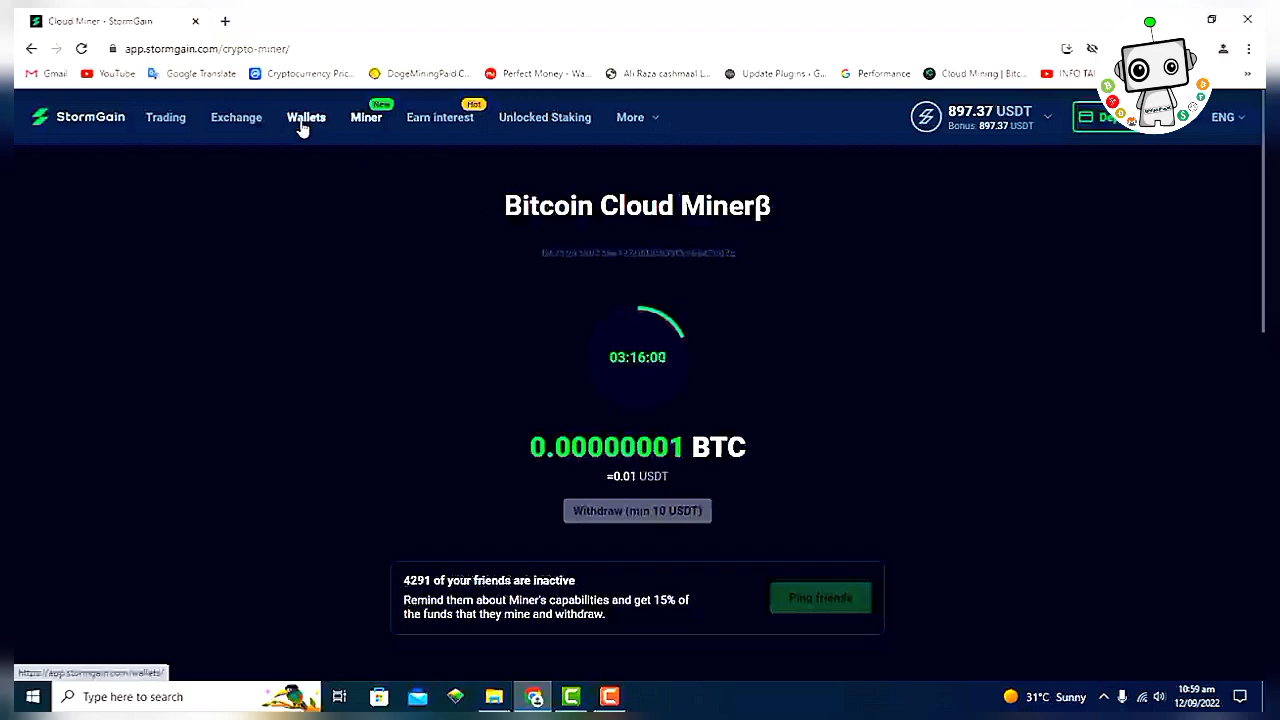 Cloud Miner - StormGain
app.stormgain.com/crypto-miner/
Gmail
YouTube
Google Translate
Cryptocurrency Pric...
DogeMiningPaid.C...
Perfect Money - Wa...
Ali Raza cashmaal L...
Update Plugins ‹ G...
Performance
Cloud Mining | Bitc...
INFO
»
StormGain
Trading
Exchange
Wallets
Miner
New
Earn interest
Hot
Unlocked Staking
More
897.37 USDT
Bonus: 897.37 USDT
ENG
Bitcoin Cloud Minerβ
03:16:00
0.00000001 BTC
≈0.01 USDT
Withdraw (min 10 USDT)
4291 of your friends are inactive
Remind them about Miner's capabilities and get 15% of
the funds that they mine and withdraw.
Ping friends
https://app.stormgain.com/wallets/
Type here to search
31°C Sunny
10:59 am
12/09/2022